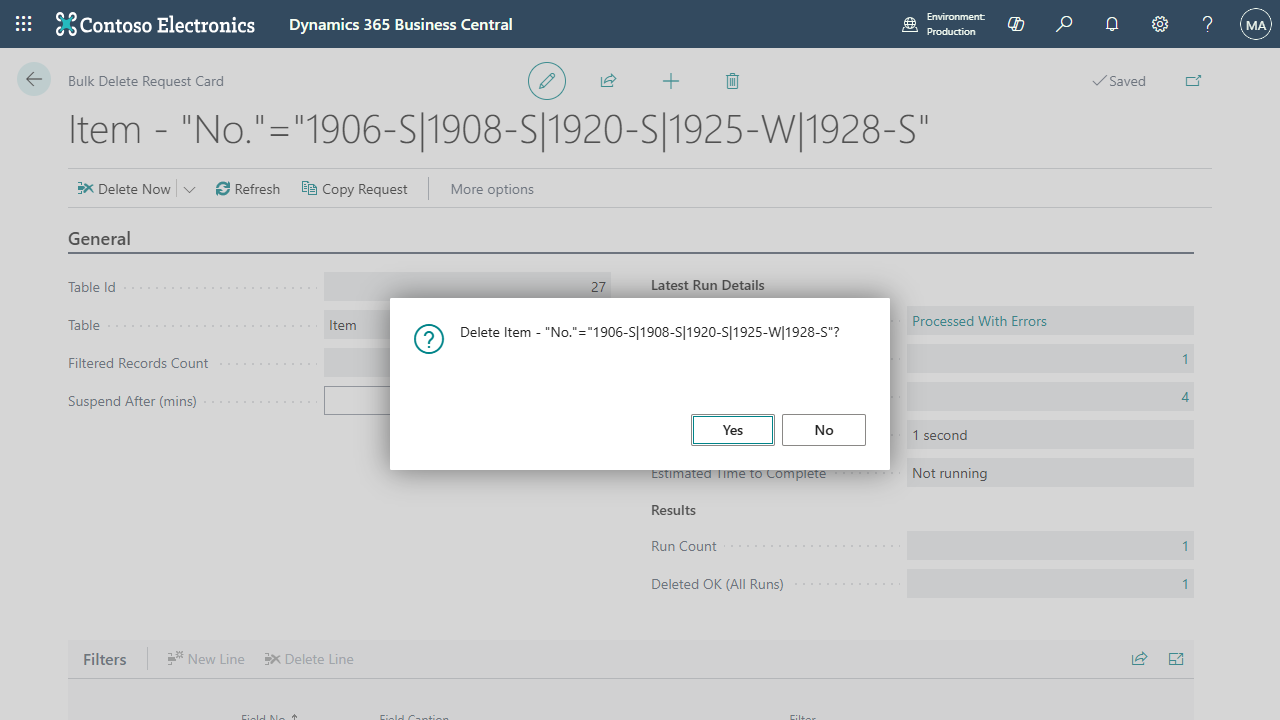 Contoso Electronics
Dynamics 365 Business Central
Environment:
Production
MA
Bulk Delete Request Card
Saved
Item - "No."="1906-S|1908-S|1920-S|1925-W|1928-S"
Delete Now
Refresh
Copy Request
More options
General
Table Id
27
Table
Item
Filtered Records Count
Suspend After (mins)
Latest Run Details
Processed With Errors
1
4
1 second
Estimated Time to Complete
Not running
Results
Run Count
1
Deleted OK (All Runs)
1
Delete Item - "No."="1906-S|1908-S|1920-S|1925-W|1928-S"?
Yes
No
Filters
New Line
Delete Line
Field No. ↑
Field Caption
Filter